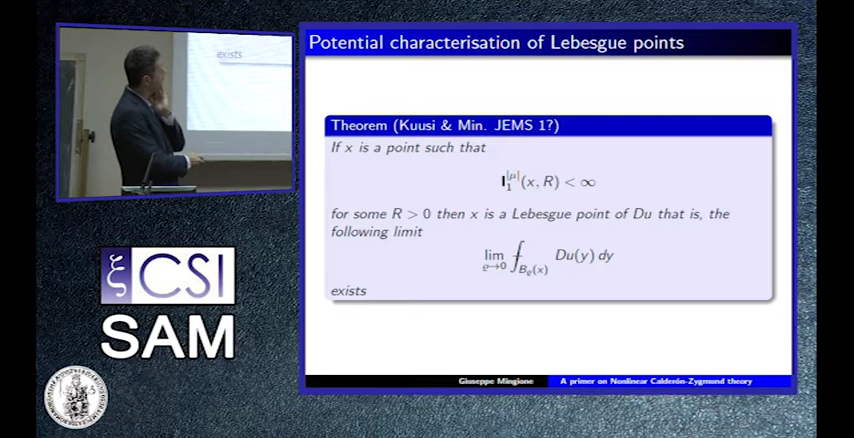 exists
Potential characterisation of Lebesgue points
Theorem (Kuusi & Min. JEMS 1?)
If x is a point such that
I₁^{|μ|}(x, R) < ∞
for some R > 0 then x is a Lebesgue point of Du that is, the
following limit
lim_{ϱ→0} ⨍_{B_ϱ(x)} Du(y) dy
exists
Giuseppe Mingione A primer on Nonlinear Calderón-Zygmund theory
ξ CSI
SAM